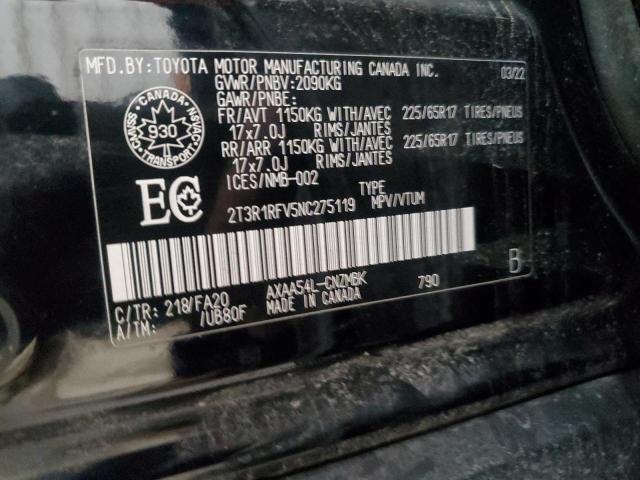 MFD.BY:TOYOTA MOTOR MANUFACTURING CANADA INC. 03/22
GVWR/PNBV:2090KG
GAWR/PNBE:
FR/AVT 1150KG WITH/AVEC 225/65R17 TIRES/PNEUS
17x7.0J RIMS/JANTES
RR/ARR 1150KG WITH/AVEC 225/65R17 TIRES/PNEUS
17x7.0J RIMS/JANTES
ICES/NMB-002
CANADA
930
TRANSPORT
EC
2T3R1RFV5NC275119 TYPE MPV/VTUM
C/TR: 218/FA20 AXAA54L-CNZMBK 790 B
A/TM: /UB80F MADE IN CANADA